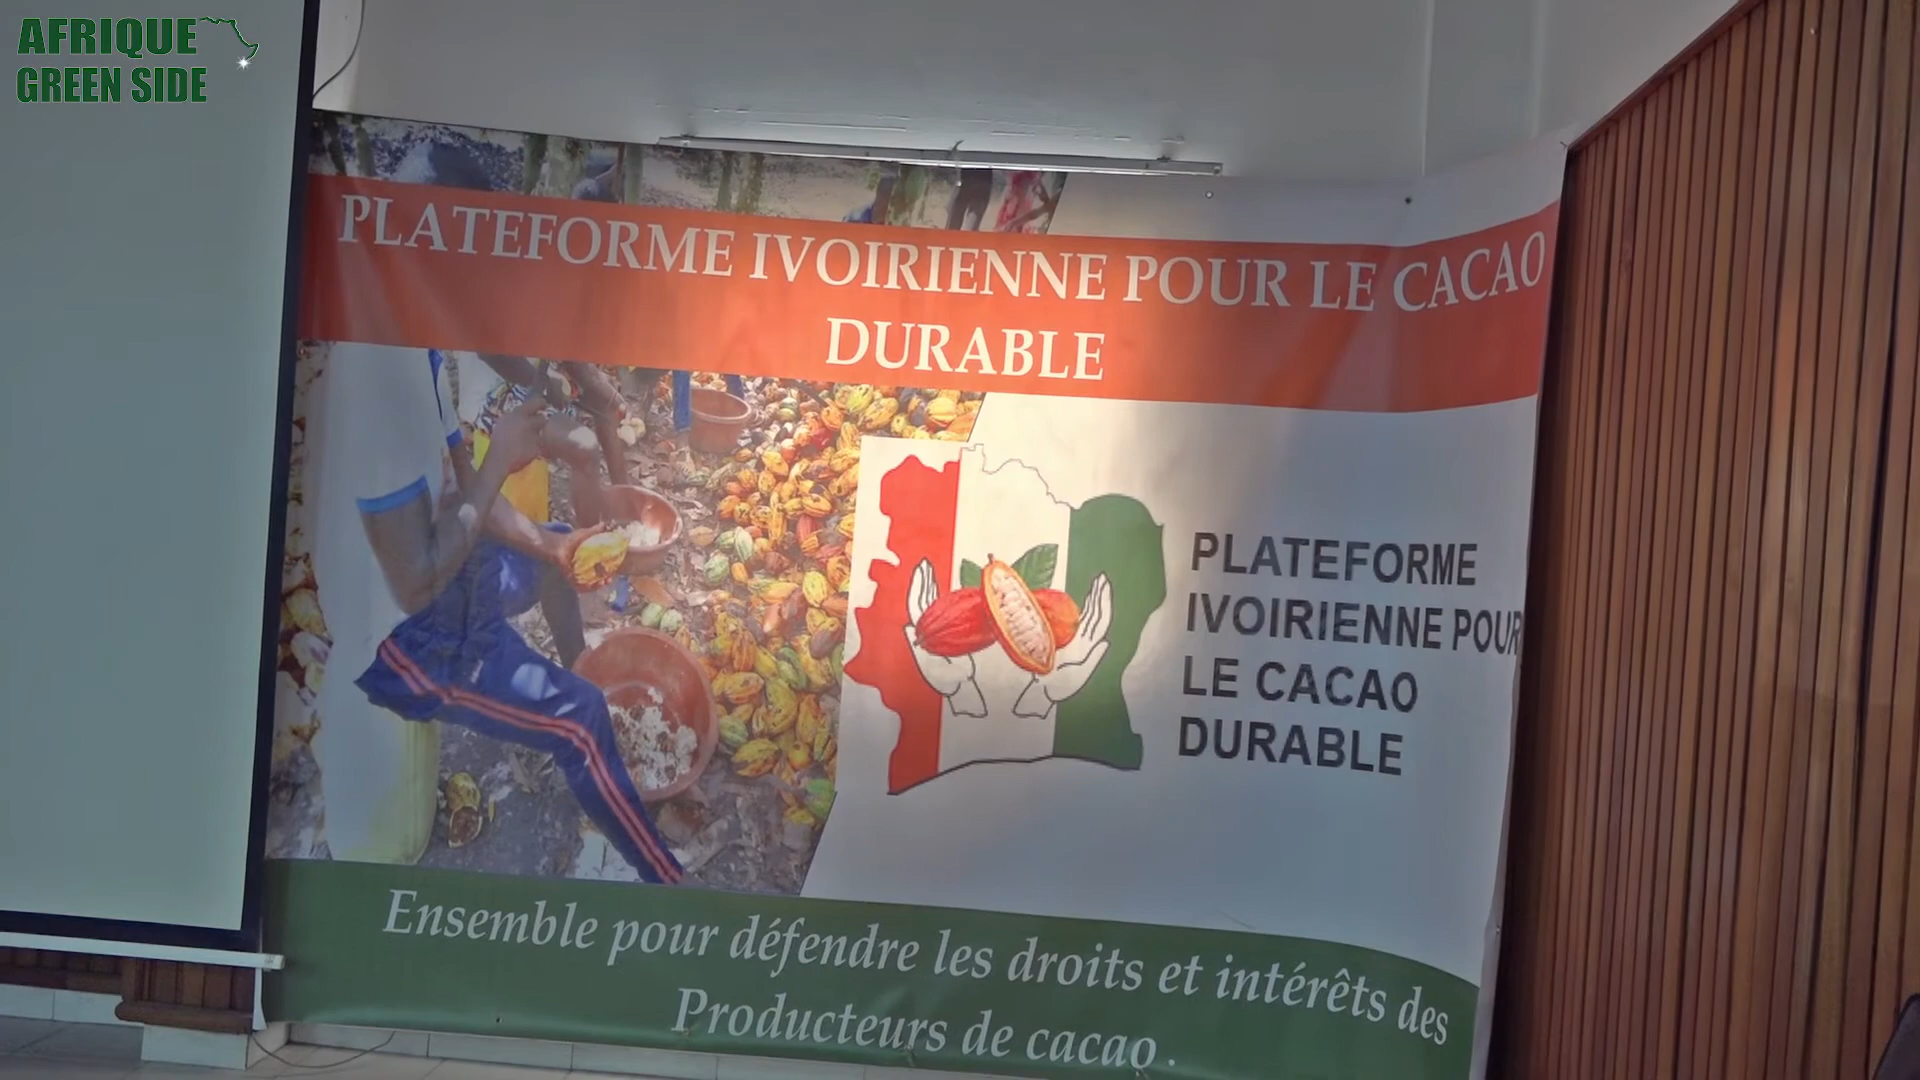 AFRIQUE
GREEN SIDE
PLATEFORME IVOIRIENNE POUR LE CACAO
DURABLE
PLATEFORME
IVOIRIENNE POUR
LE CACAO
DURABLE
Ensemble pour défendre les droits et intérêts des
Producteurs de cacao .